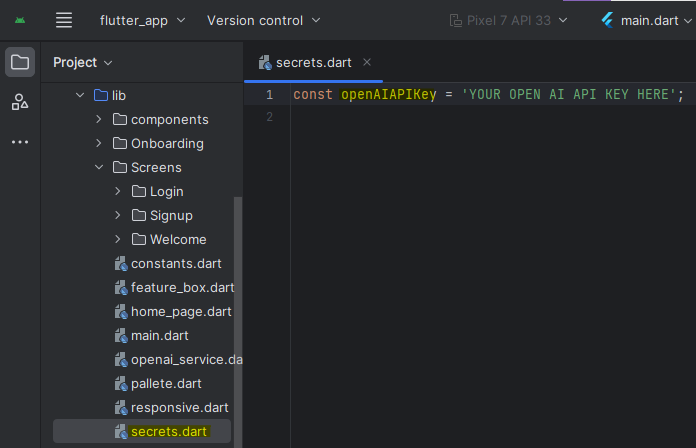 flutter_app Version control Pixel 7 API 33 main.dart
Project
secrets.dart
lib
components
Onboarding
Screens
Login
Signup
Welcome
constants.dart
feature_box.dart
home_page.dart
main.dart
openai_service.da
pallete.dart
responsive.dart
secrets.dart
1 const openAIAPIKey = 'YOUR OPEN AI API KEY HERE';
2